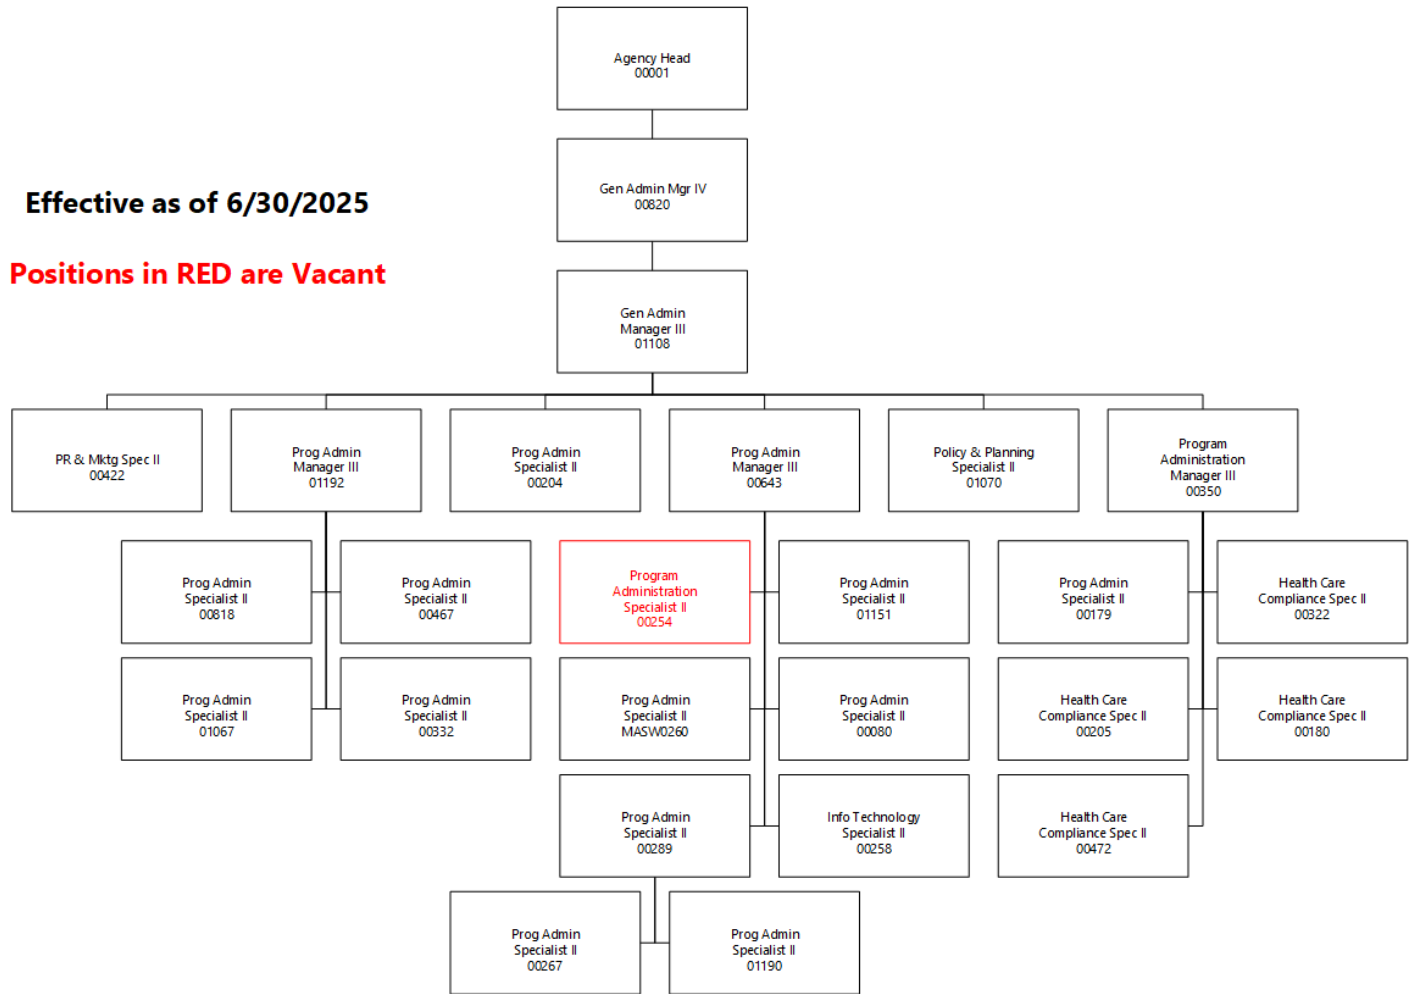 Agency Head
00001
Gen Admin Mgr IV
00820
Effective as of 6/30/2025
Positions in RED are Vacant
Gen Admin
Manager III
01108
PR & Mktg Spec II
00422
Prog Admin
Manager III
01192
Prog Admin
Specialist II
00204
Prog Admin
Manager III
00643
Policy & Planning
Specialist II
01070
Program
Administration
Manager III
00350
Prog Admin
Specialist II
00818
Prog Admin
Specialist II
00467
Program
Administration
Specialist II
00254
Prog Admin
Specialist II
01151
Prog Admin
Specialist II
00179
Health Care
Compliance Spec II
00322
Prog Admin
Specialist II
01067
Prog Admin
Specialist II
00332
Prog Admin
Specialist II
MASW0260
Prog Admin
Specialist II
00080
Health Care
Compliance Spec II
00205
Health Care
Compliance Spec II
00180
Prog Admin
Specialist II
00289
Info Technology
Specialist II
00258
Health Care
Compliance Spec II
00472
Prog Admin
Specialist II
00267
Prog Admin
Specialist II
01190